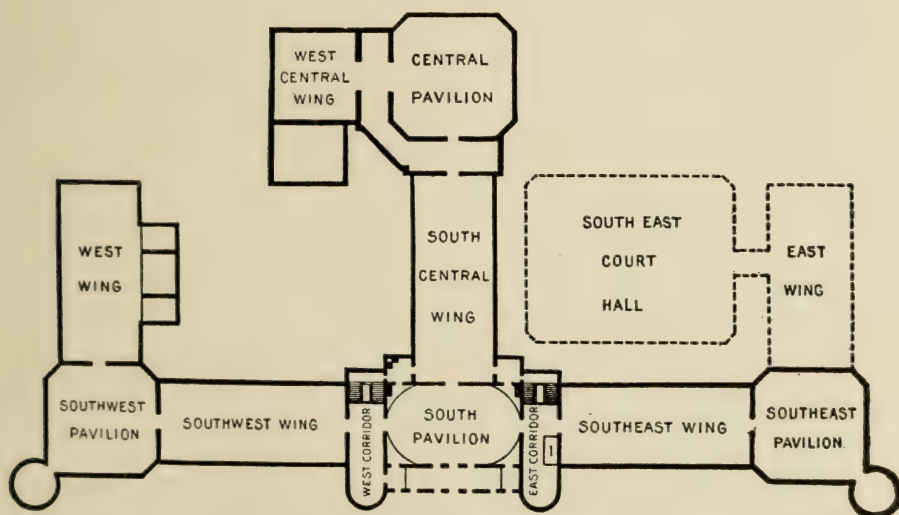 WEST
CENTRAL
WING
CENTRAL
PAVILION
WEST
WING
SOUTH
CENTRAL
WING
SOUTH EAST
COURT
HALL
EAST
WING
SOUTHWEST
PAVILION
SOUTHWEST WING
WEST CORRIDOR
SOUTH
PAVILION
EAST CORRIDOR
1
SOUTHEAST WING
SOUTHEAST
PAVILION.